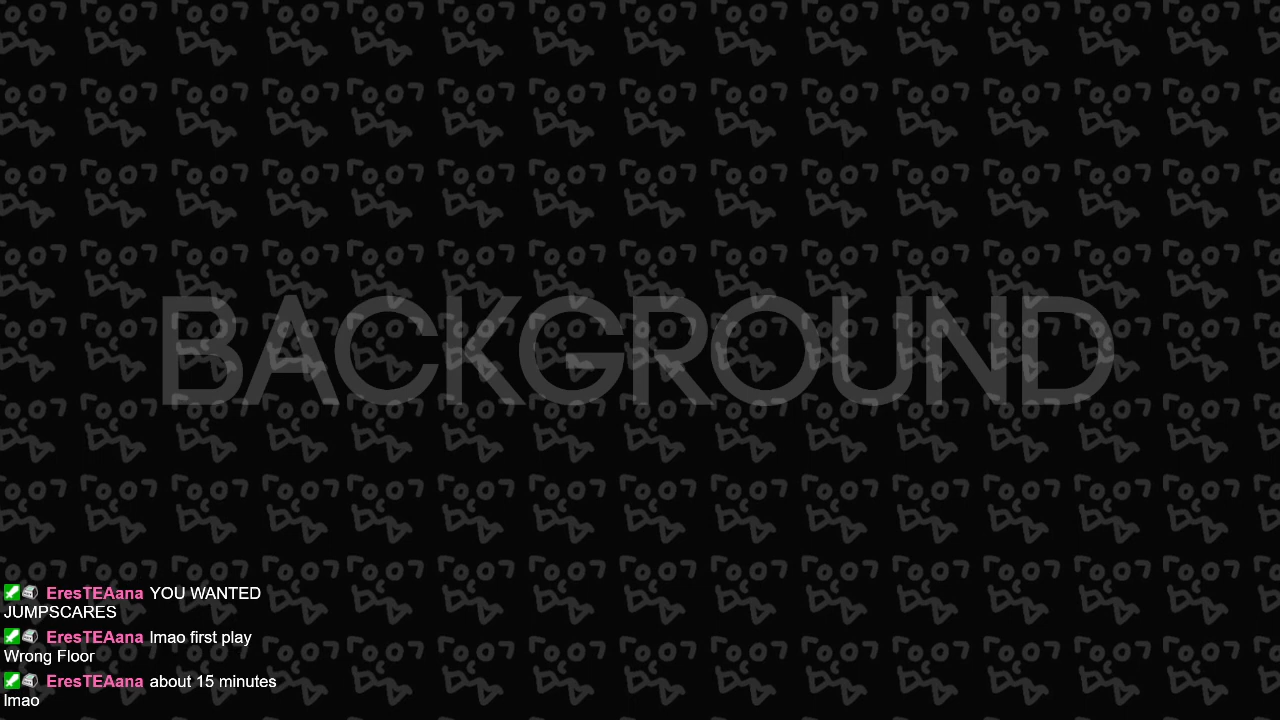 BACKGROUND
EresTEAana YOU WANTED
JUMPSCARES
EresTEAana lmao first play
Wrong Floor
EresTEAana about 15 minutes
lmao